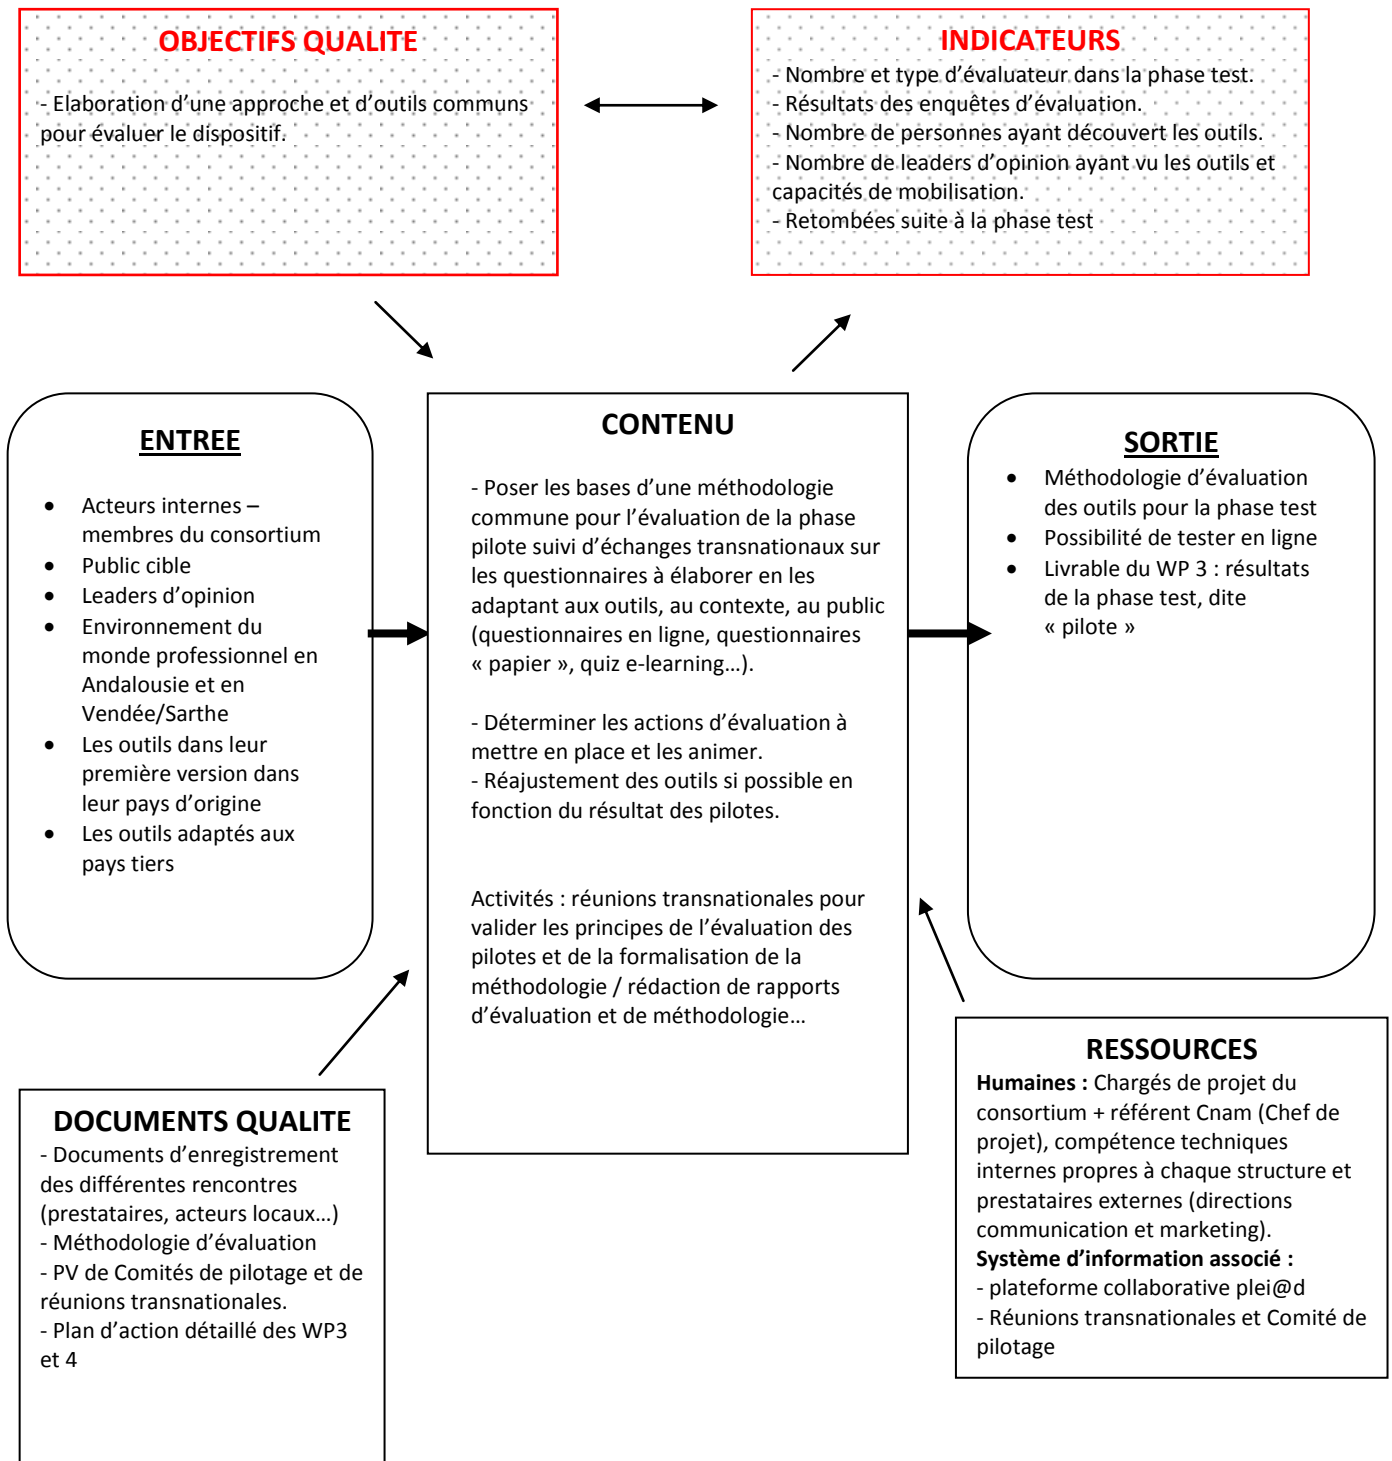 OBJECTIFS QUALITE
- Elaboration d’une approche et d’outils communs
pour évaluer le dispositif.
INDICATEURS
- Nombre et type d’évaluateur dans la phase test.
- Résultats des enquêtes d’évaluation.
- Nombre de personnes ayant découvert les outils.
- Nombre de leaders d’opinion ayant vu les outils et
capacités de mobilisation.
- Retombées suite à la phase test
ENTREE
• Acteurs internes –
membres du consortium
• Public cible
• Leaders d’opinion
• Environnement du
monde professionnel en
Andalousie et en
Vendée/Sarthe
• Les outils dans leur
première version dans
leur pays d’origine
• Les outils adaptés aux
pays tiers
CONTENU
- Poser les bases d’une méthodologie
commune pour l’évaluation de la phase
pilote suivi d’échanges transnationaux sur
les questionnaires à élaborer en les
adaptant aux outils, au contexte, au public
(questionnaires en ligne, questionnaires
« papier », quiz e-learning…).
- Déterminer les actions d’évaluation à
mettre en place et les animer.
- Réajustement des outils si possible en
fonction du résultat des pilotes.
Activités : réunions transnationales pour
valider les principes de l’évaluation des
pilotes et de la formalisation de la
méthodologie / rédaction de rapports
d’évaluation et de méthodologie…
SORTIE
• Méthodologie d’évaluation
des outils pour la phase test
• Possibilité de tester en ligne
• Livrable du WP 3 : résultats
de la phase test, dite
« pilote »
DOCUMENTS QUALITE
- Documents d’enregistrement
des différentes rencontres
(prestataires, acteurs locaux…)
- Méthodologie d’évaluation
- PV de Comités de pilotage et de
réunions transnationales.
- Plan d’action détaillé des WP3
et 4
RESSOURCES
Humaines : Chargés de projet du
consortium + référent Cnam (Chef de
projet), compétence techniques
internes propres à chaque structure et
prestataires externes (directions
communication et marketing).
Système d’information associé :
- plateforme collaborative plei@d
- Réunions transnationales et Comité de
pilotage